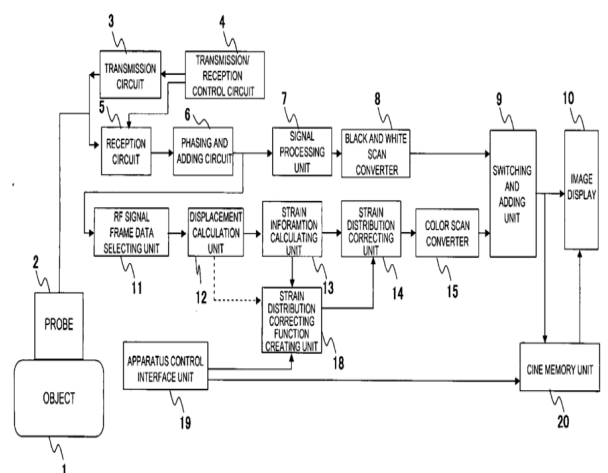 3
TRANSMISSION
CIRCUIT
4
TRANSMISSION/
RECEPTION
CONTROL CIRCUIT
5
RECEPTION
CIRCUIT
6
PHASING AND
ADDING CIRCUIT
7
SIGNAL
PROCESSING
UNIT
8
BLACK AND WHITE
SCAN
CONVERTER
9
SWITCHING
AND
ADDING
UNIT
10
IMAGE
DISPLAY
RF SIGNAL
FRAME DATA
SELECTING UNIT
11
DISPLACEMENT
CALCULATION
UNIT
12
STRAIN
INFORAMTION
CALCULATING
UNIT
13
STRAIN
DISTRIBUTION
CORRECTING
UNIT
14
COLOR SCAN
CONVERTER
15
2
PROBE
OBJECT
1
STRAIN
DISTRIBUTION
CORRECTING
FUNCTION
CREATING UNIT
18
APPARATUS CONTROL
INTERFACE UNIT
19
CINE MEMORY UNIT
20